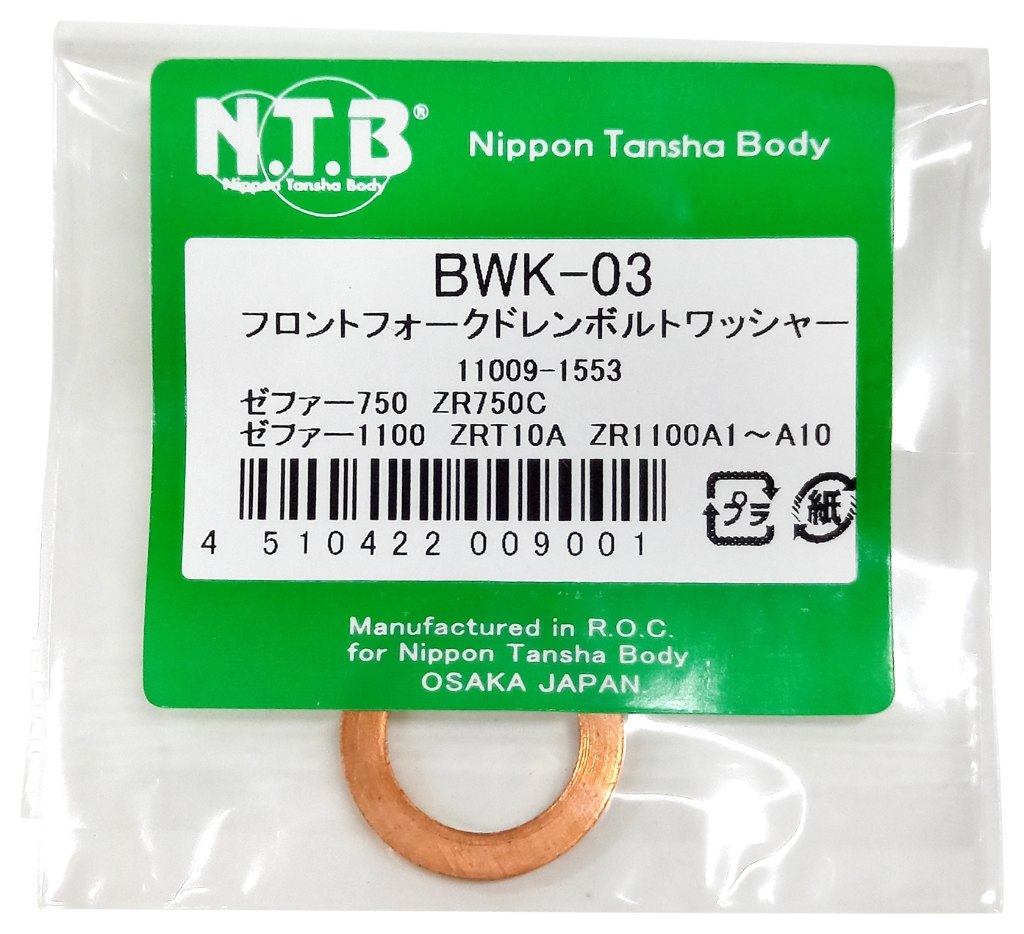 N.T.B®
Nippon Tansha Body
Nippon Tansha Body
BWK-03
フロントフォークドレンボルトワッシャー
11009-1553
ゼファー750 ZR750C
ゼファー1100 ZRT10A ZR1100A1～A10
4 510422 009001
プラ
紙
Manufactured in R.O.C.
for Nippon Tansha Body
OSAKA JAPAN.